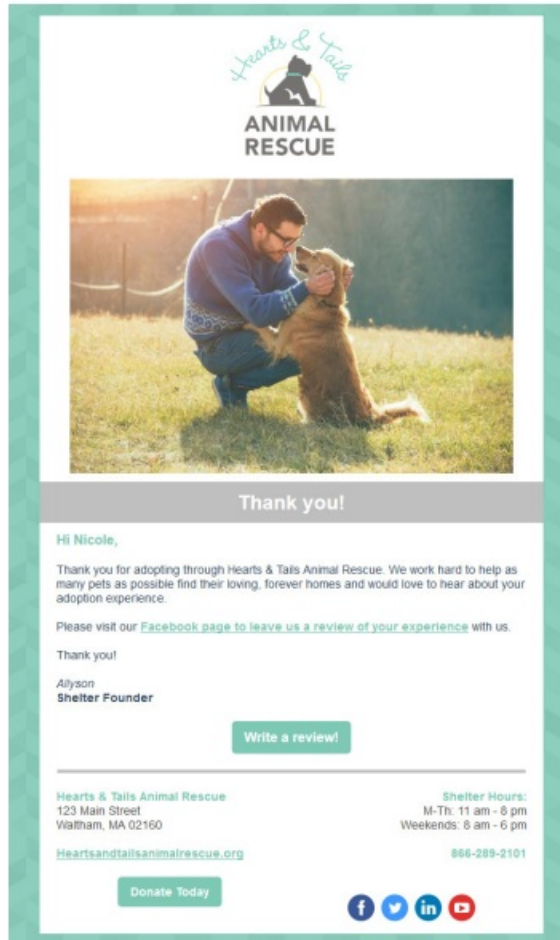 Hearts & Tails
ANIMAL
RESCUE
Thank you!
Hi Nicole,
Thank you for adopting through Hearts & Tails Animal Rescue. We work hard to help as
many pets as possible find their loving, forever homes and would love to hear about your
adoption experience.
Please visit our Facebook page to leave us a review of your experience with us.
Thank you!
Allyson
Shelter Founder
Write a review!
Hearts & Tails Animal Rescue
123 Main Street
Waltham, MA 02160
Heartsandtailsanimalrescue.org
Shelter Hours:
M-Th: 11 am - 8 pm
Weekends: 8 am - 6 pm
866-289-2101
Donate Today
f
in